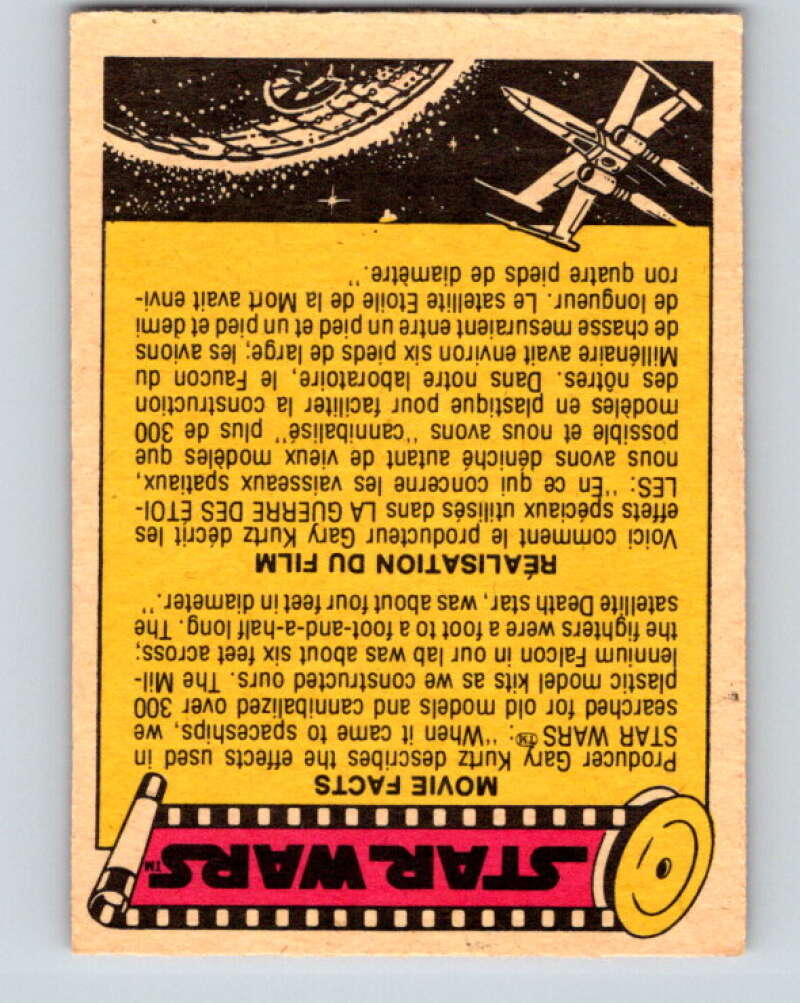 STAR WARS™
MOVIE FACTS
Producer Gary Kurtz describes the effects used in
STAR WARS™: "When it came to spaceships, we
searched for old models and cannibalized over 300
plastic model kits as we constructed ours. The Mil-
lennium Falcon in our lab was about six feet across;
the fighters were a foot to a foot-and-a-half long. The
satellite Death star, was about four feet in diameter."
RÉALISATION DU FILM
Voici comment le producteur Gary Kurtz décrit les
effets spéciaux utilisés dans LA GUERRE DES ÉTOI-
LES: "En ce qui concerne les vaisseaux spatiaux,
nous avons déniché autant de vieux modèles que
possible et nous avons "cannibalisé" plus de 300
modèles en plastique pour faciliter la construction
des nôtres. Dans notre laboratoire, le Faucon du
Millénaire avait environ six pieds de large; les avions
de chasse mesuraient entre un pied et un pied et demi
de longueur. Le satellite Étoile de la Mort avait envi-
ron quatre pieds de diamètre."